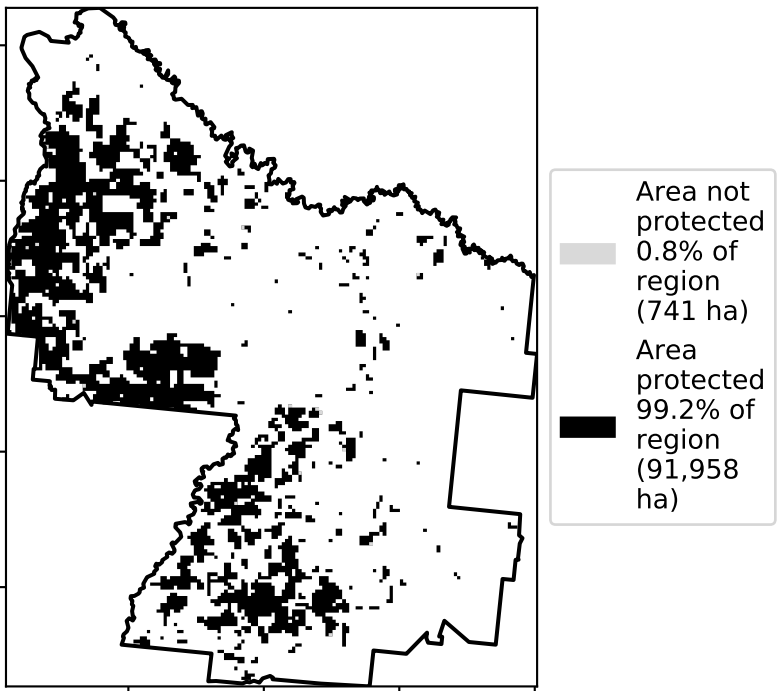 Area not
protected
0.8% of
region
(741 ha)
Area
protected
99.2% of
region
(91,958
ha)